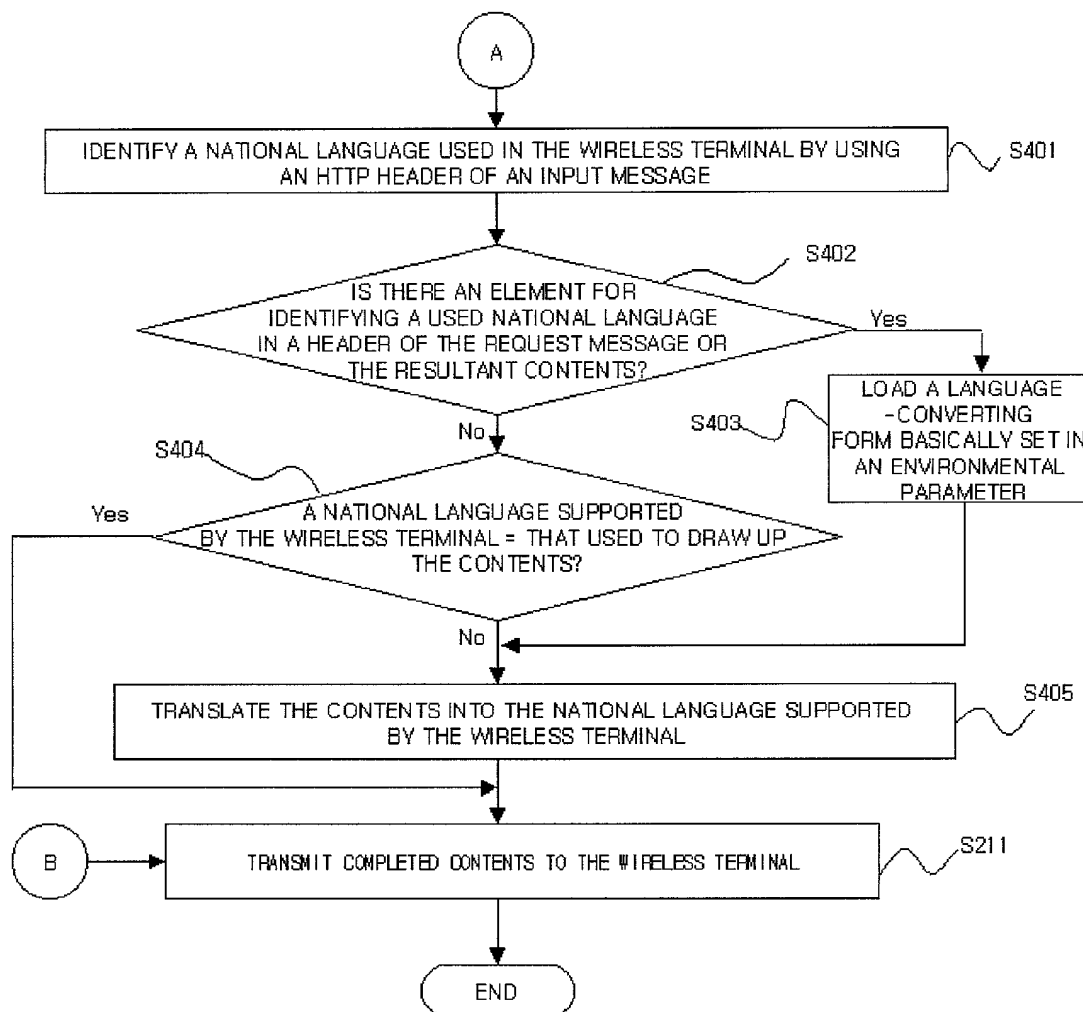 A
IDENTIFY A NATIONAL LANGUAGE USED IN THE WIRELESS TERMINAL BY USING
AN HTTP HEADER OF AN INPUT MESSAGE
S401
S402
IS THERE AN ELEMENT FOR
IDENTIFYING A USED NATIONAL LANGUAGE
IN A HEADER OF THE REQUEST MESSAGE OR
THE RESULTANT CONTENTS?
Yes
No
S403
LOAD A LANGUAGE
-CONVERTING
FORM BASICALLY SET IN
AN ENVIRONMENTAL
PARAMETER
S404
Yes
A NATIONAL LANGUAGE SUPPORTED
BY THE WIRELESS TERMINAL = THAT USED TO DRAW UP
THE CONTENTS?
No
S405
TRANSLATE THE CONTENTS INTO THE NATIONAL LANGUAGE SUPPORTED
BY THE WIRELESS TERMINAL
B
TRANSMIT COMPLETED CONTENTS TO THE WIRELESS TERMINAL
S211
END